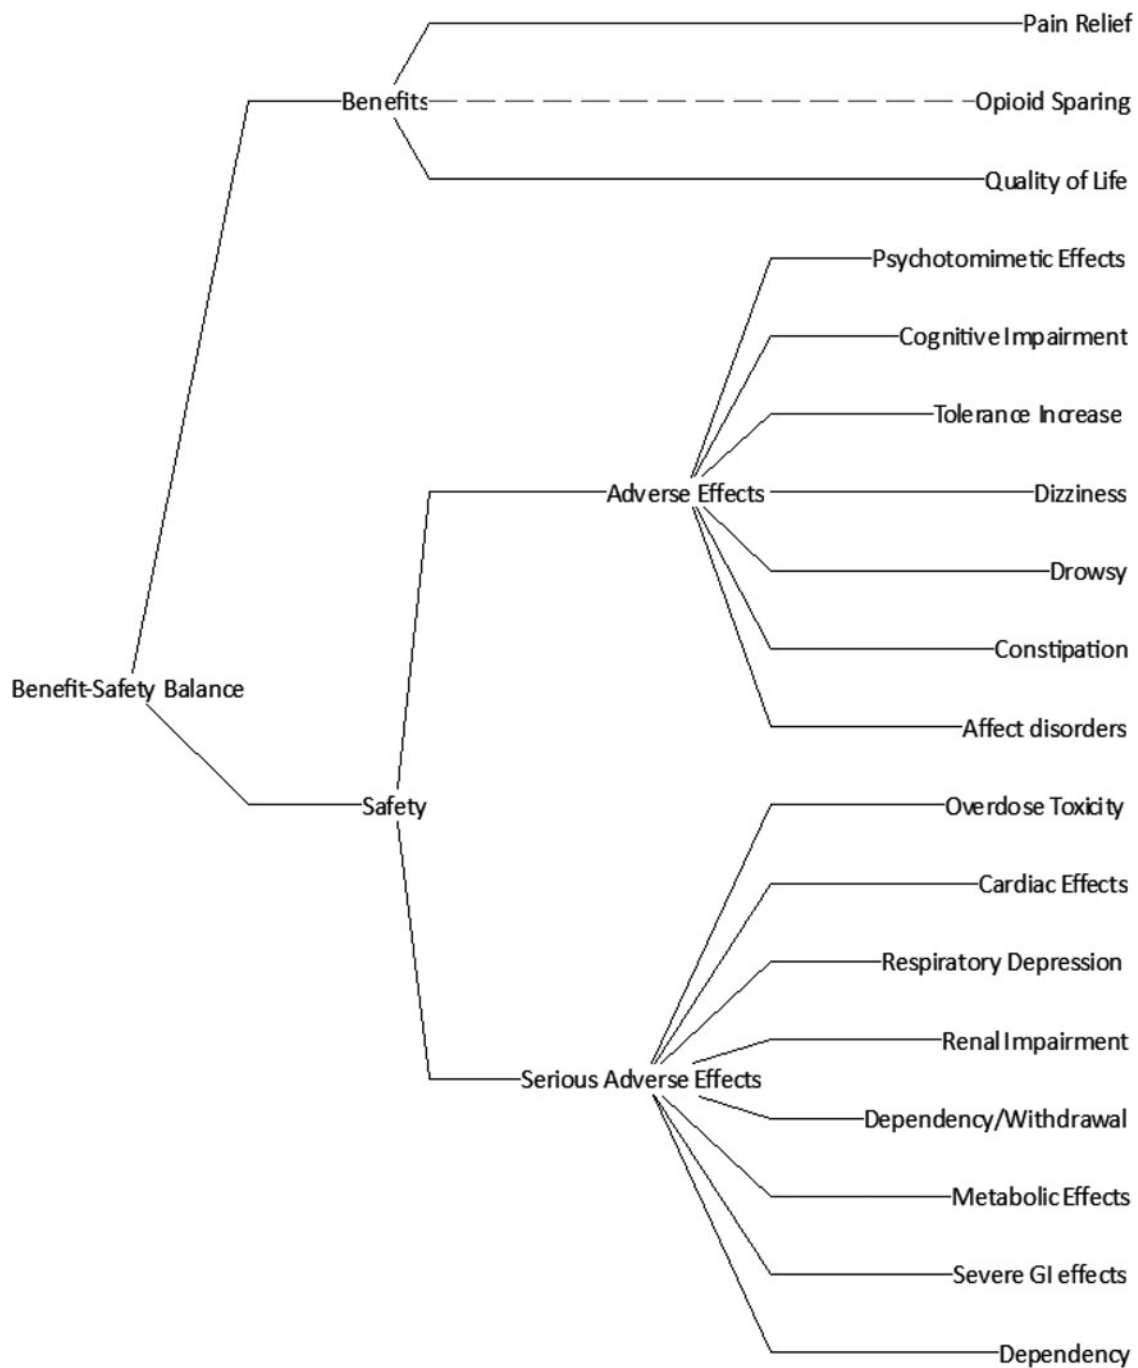 Pain Relief
Benefits
Opioid Sparing
Quality of Life
Psychotomimetic Effects
Cognitive Impairment
Tolerance Increase
Adverse Effects
Dizziness
Drowsy
Constipation
Benefit-Safety Balance
Affect disorders
Safety
Overdose Toxicity
Cardiac Effects
Respiratory Depression
Renal Impairment
Serious Adverse Effects
Dependency/Withdrawal
Metabolic Effects
Severe GI effects
Dependency